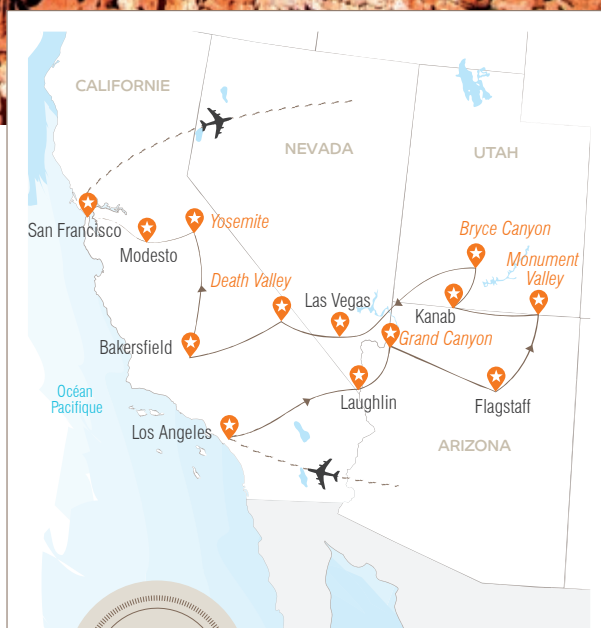 CALIFORNIE
NEVADA
UTAH
San Francisco
Modesto
Yosemite
Bryce Canyon
Monument
Valley
Death Valley
Las Vegas
Kanab
Grand Canyon
Bakersfield
Océan
Pacifique
Los Angeles
Laughlin
Flagstaff
ARIZONA